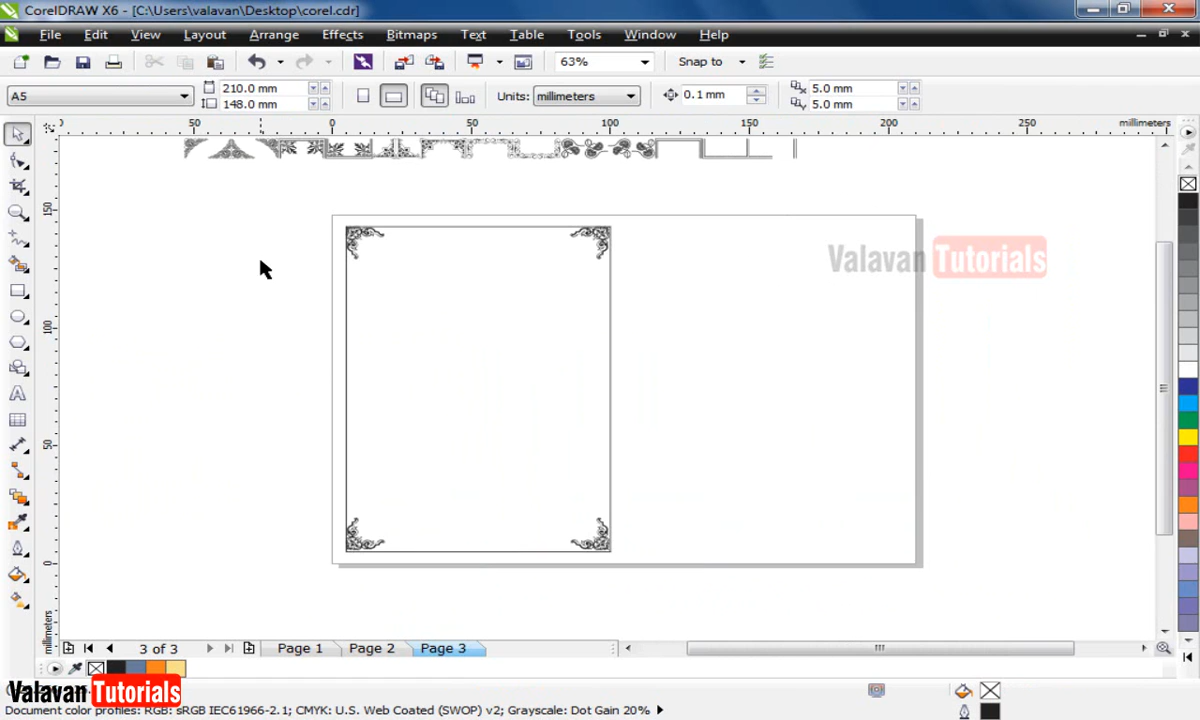 CorelDRAW X6 - [C:\Users\valavan\Desktop\corel.cdr]
File Edit View Layout Arrange Effects Bitmaps Text Table Tools Window Help
63% Snap to
A5 210.0 mm 148.0 mm Units: millimeters 0.1 mm 5.0 mm 5.0 mm
50 0 50 100 150 200 250 millimeters
150
100
50
0
millimeters
Valavan Tutorials
3 of 3 Page 1 Page 2 Page 3
Valavan Tutorials
Document color profiles: RGB: sRGB IEC61966-2.1; CMYK: U.S. Web Coated (SWOP) v2; Grayscale: Dot Gain 20%